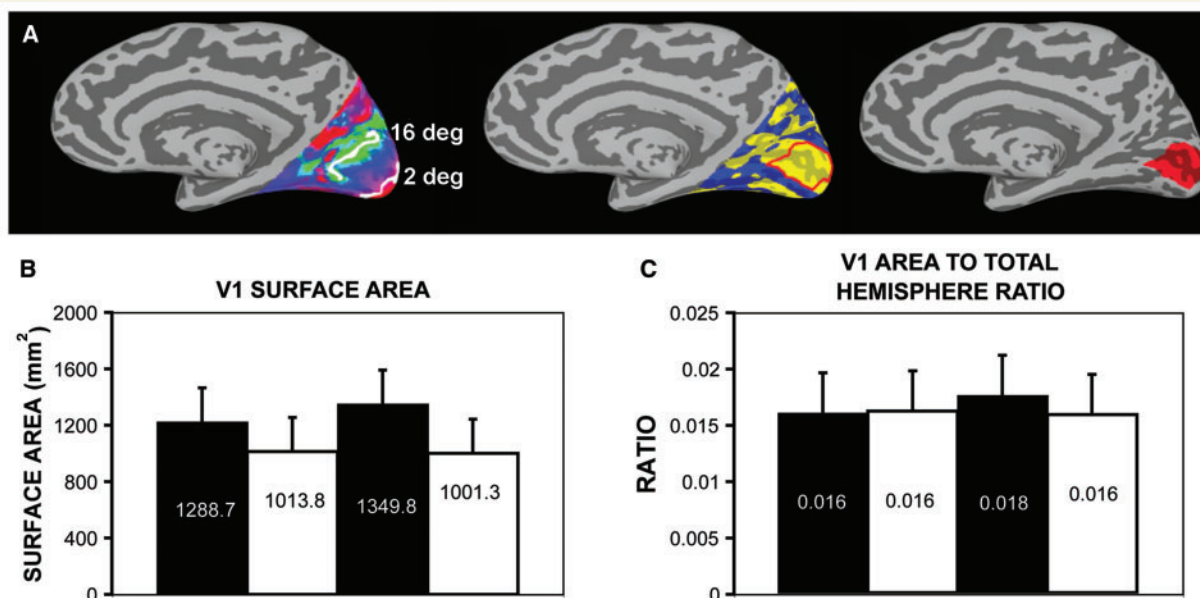 A
16 deg
2 deg
B
V1 SURFACE AREA
SURFACE AREA (mm²)
2000
1600
1200
800
400
0
1288.7
1013.8
1349.8
1001.3
C
V1 AREA TO TOTAL
HEMISPHERE RATIO
RATIO
0.025
0.02
0.015
0.01
0.005
0
0.016
0.016
0.018
0.016